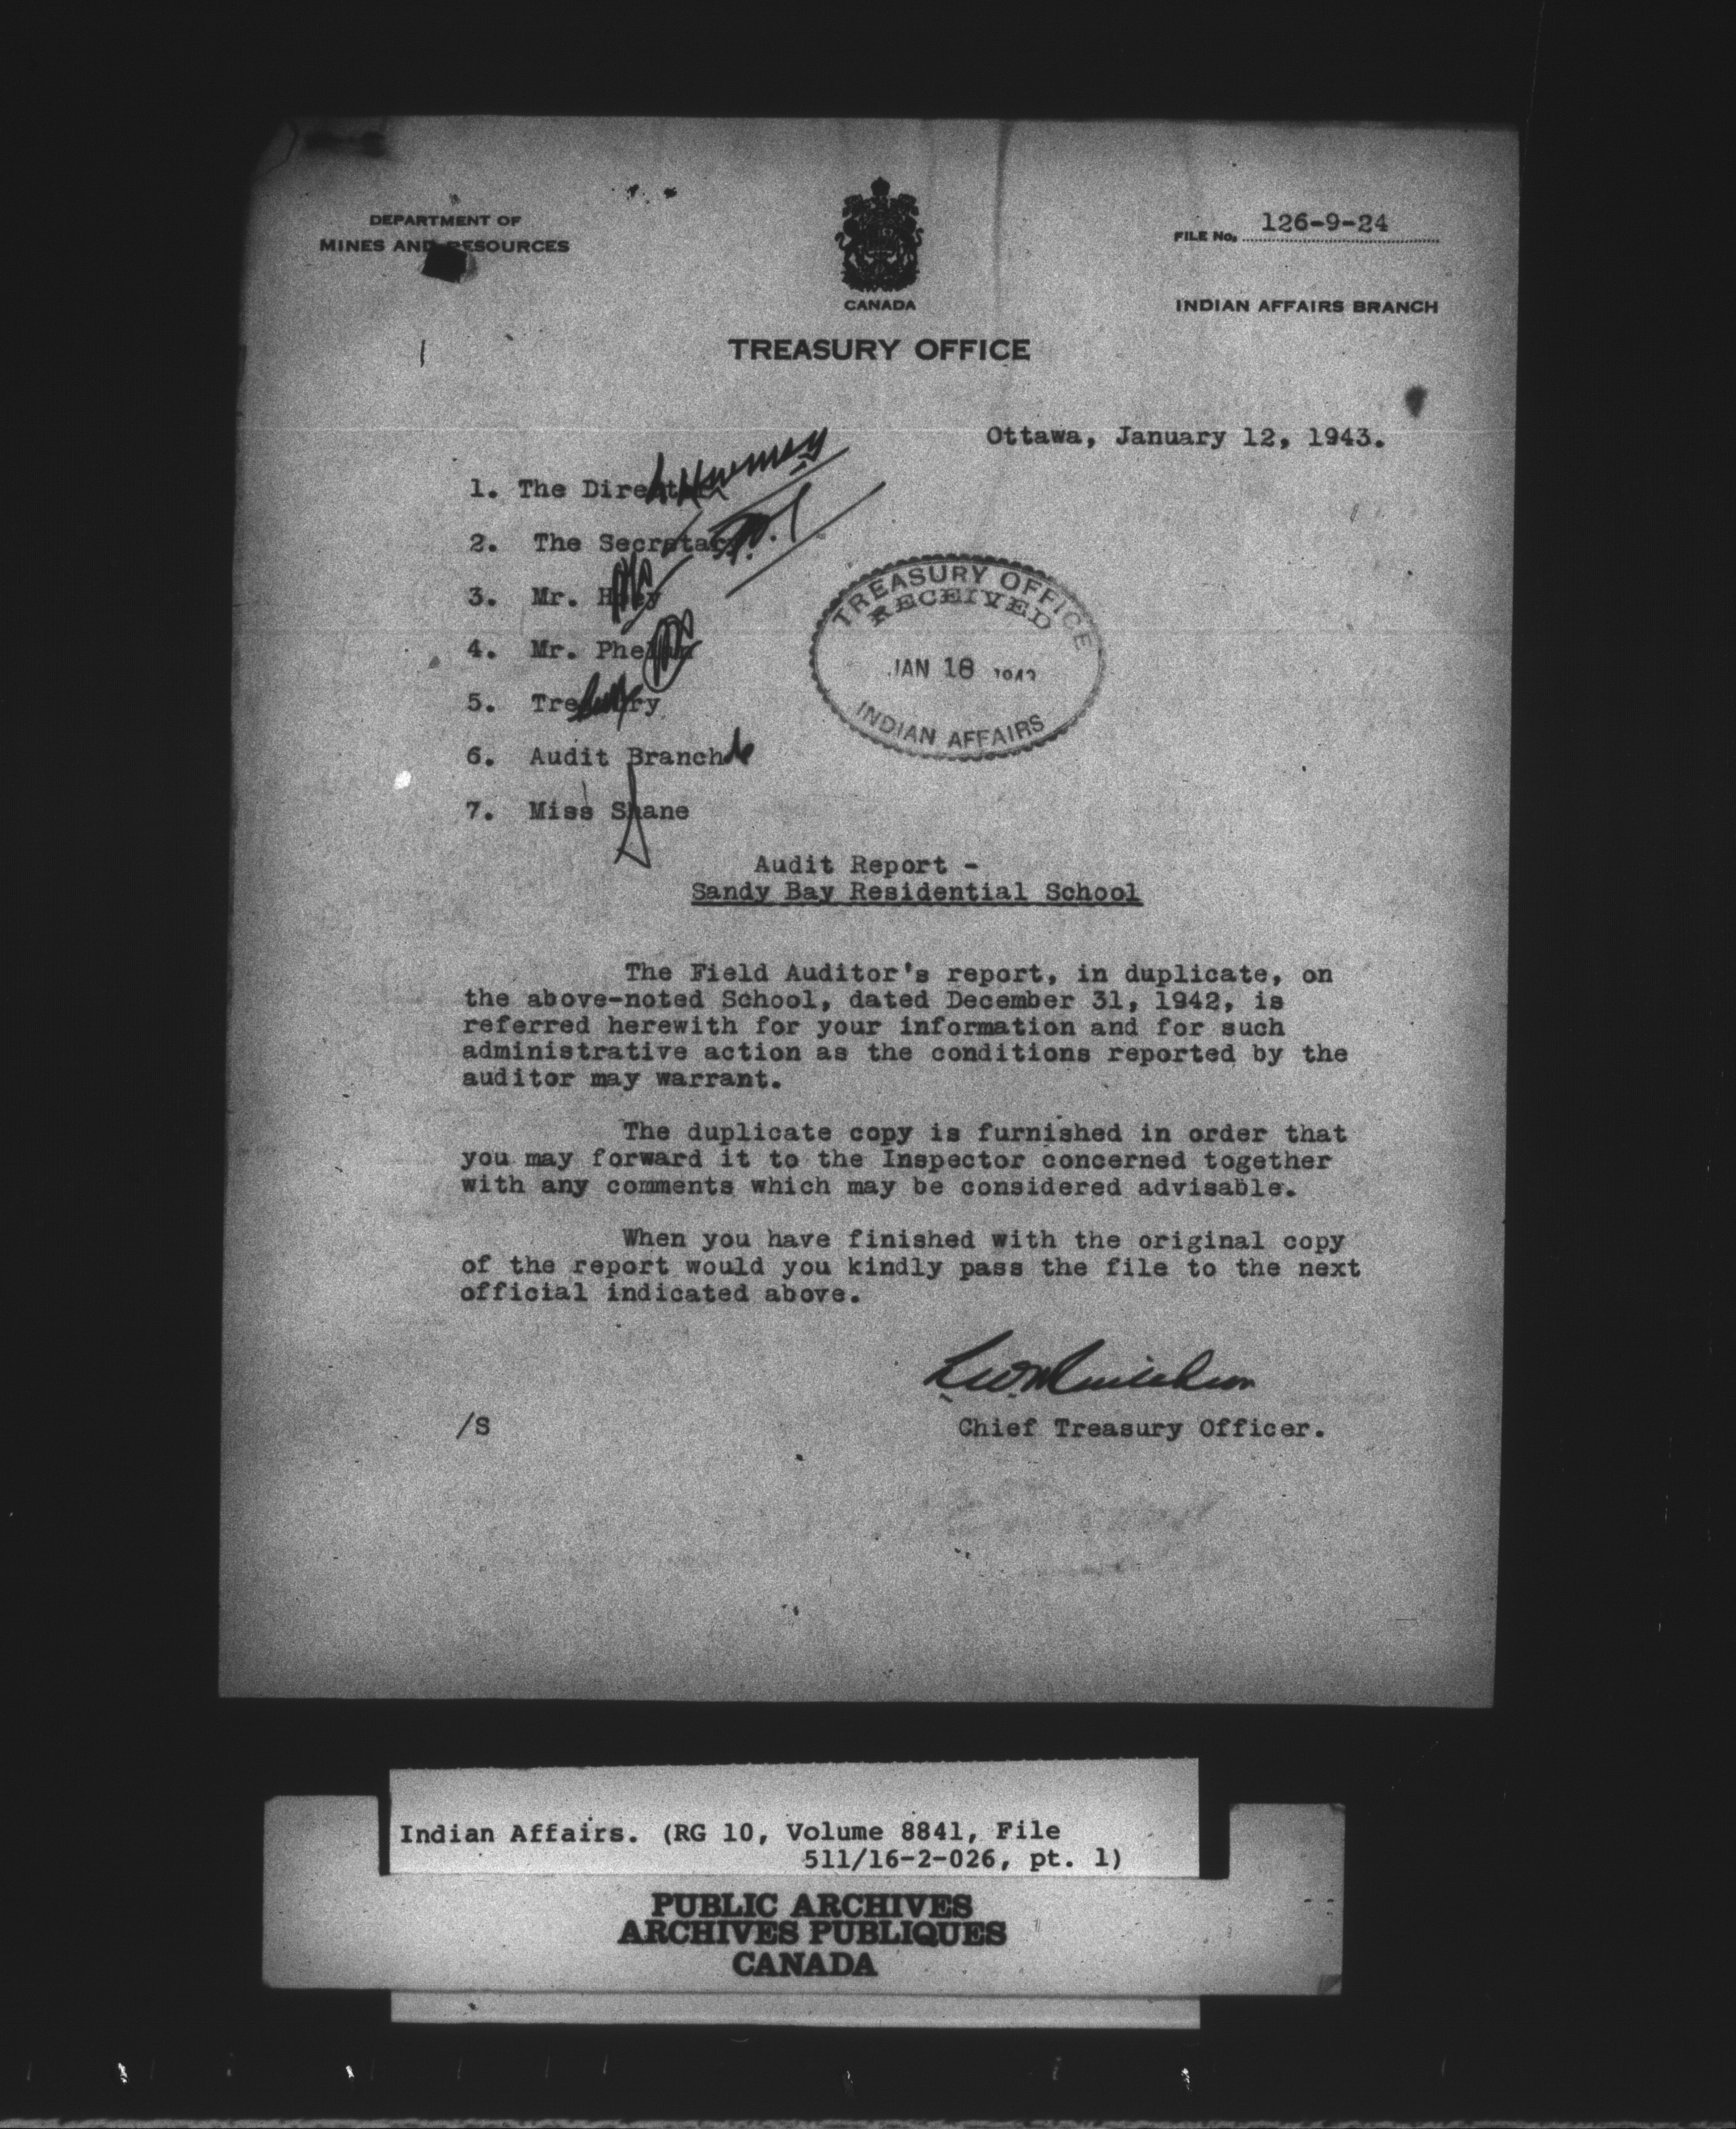 DEPARTMENT OF
MINES AND RESOURCES
CANADA
FILE No. 126-9-24
INDIAN AFFAIRS BRANCH
TREASURY OFFICE
Ottawa, January 12, 1943.
1. The Director
2. The Secretary
3. Mr.
4. Mr. Phelan
5. Treasury
6. Audit Branch
7. Miss Shane
TREASURY OFFICE
RECEIVED
JAN 18 1943
INDIAN AFFAIRS
Audit Report -
Sandy Bay Residential School
The Field Auditor's report, in duplicate, on
the above-noted School, dated December 31, 1942, is
referred herewith for your information and for such
administrative action as the conditions reported by the
auditor may warrant.
The duplicate copy is furnished in order that
you may forward it to the Inspector concerned together
with any comments which may be considered advisable.
When you have finished with the original copy
of the report would you kindly pass the file to the next
official indicated above.
/S
Chief Treasury Officer.
Indian Affairs. (RG 10, Volume 8841, File
511/16-2-026, pt. 1)
PUBLIC ARCHIVES
ARCHIVES PUBLIQUES
CANADA